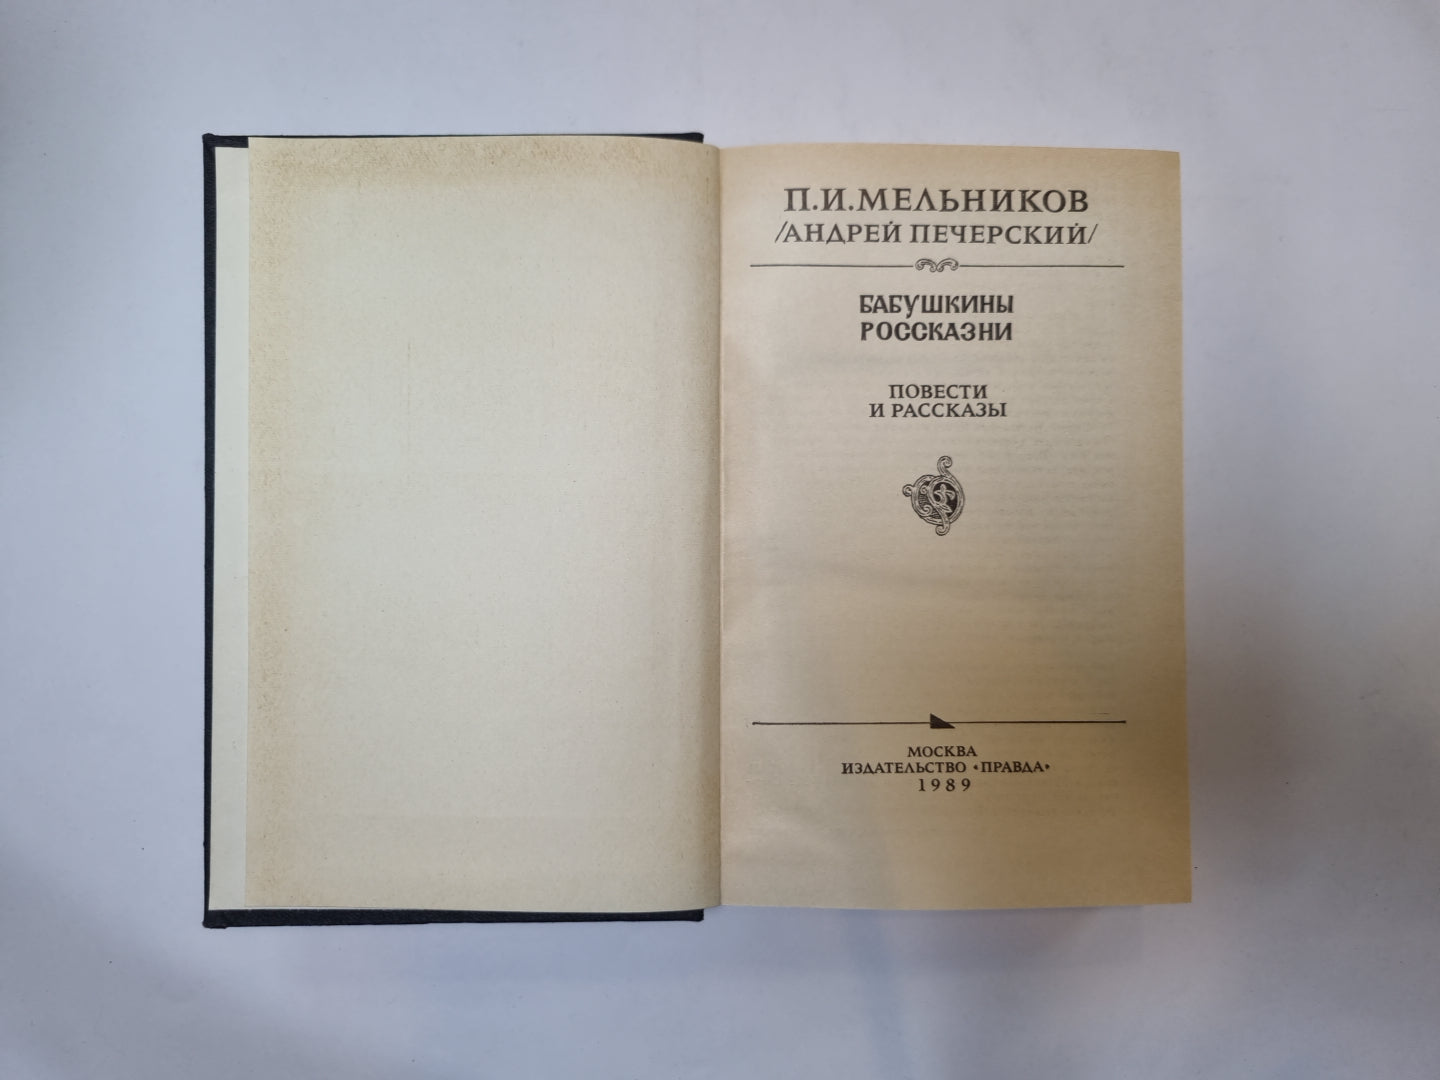 П.И.МЕЛЬНИКОВ
/АНДРЕЙ ПЕЧЕРСКИЙ/
БАБУШКИНЫ
РОССКАЗНИ
ПОВЕСТИ
И РАССКАЗЫ
МОСКВА
ИЗДАТЕЛЬСТВО «ПРАВДА»
1989